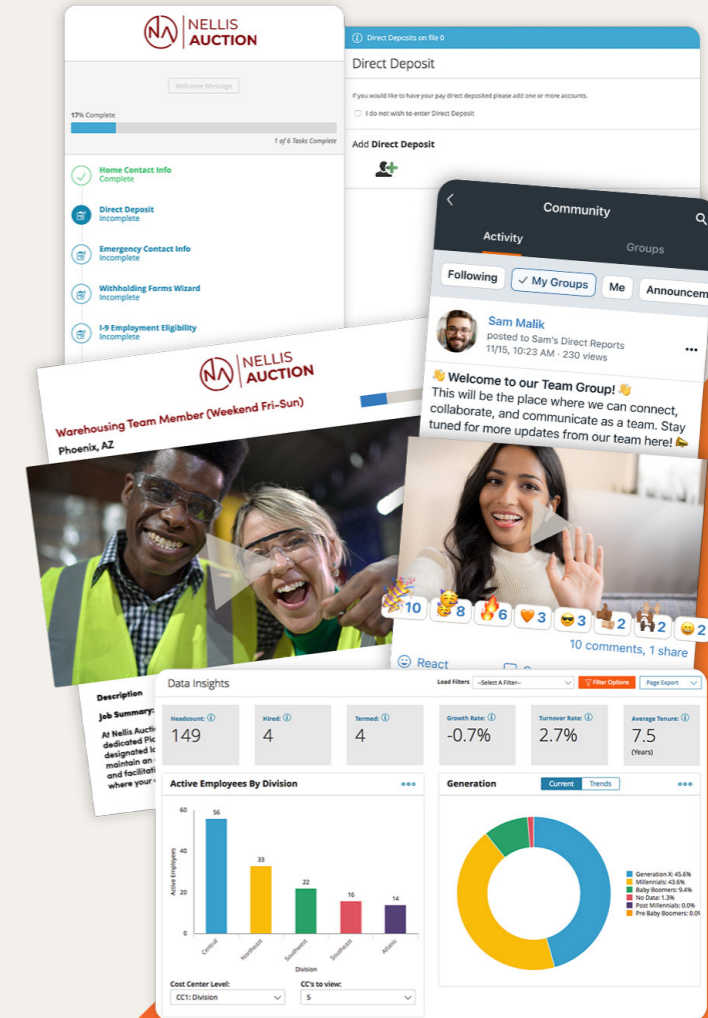 NELLIS
AUCTION
Welcome Message
17% Complete
1 of 6 Tasks Complete
Home Contact Info
Complete
Direct Deposit
Incomplete
Emergency Contact Info
Incomplete
Withholding Forms Wizard
Incomplete
I-9 Employment Eligibility
Incomplete
Direct Deposits on file 0
Direct Deposit
If you would like to have your pay direct deposited please add one or more accounts.
I do not wish to enter Direct Deposit
Add Direct Deposit
Community
Activity
Groups
Following
✓ My Groups
Me
Announcem
Sam Malik
posted to Sam's Direct Reports
11/15, 10:23 AM · 230 views
👋 Welcome to our Team Group! 👋
This will be the place where we can connect,
collaborate, and communicate as a team. Stay
tuned for more updates from our team here! 📣
10
8
6
3
3
2
2
2
10 comments, 1 share
React
NELLIS
AUCTION
Warehousing Team Member (Weekend Fri-Sun)
Phoenix, AZ
Description
Job Summary:
At Nellis Aucti
dedicated Pic
designated lo
maintain an
and facilitati
where your
Data Insights
Load Filters
--Select A Filter--
Filter Options
Page Export
Headcount:
149
Hired:
4
Termed:
4
Growth Rate:
-0.7%
Turnover Rate:
2.7%
Average Tenure:
7.5
(Years)
Active Employees By Division
Active Employees
60
40
20
0
56
33
22
16
14
Central
Northeast
Southwest
Southeast
Atlantic
Division
Cost Center Level:
CC1: Division
CC's to view:
5
Generation
Current
Trends
Generation X: 45.6%
Millennials: 43.6%
Baby Boomers: 9.4%
No Data: 1.3%
Post Millennials: 0.0%
Pre Baby Boomers: 0.0%